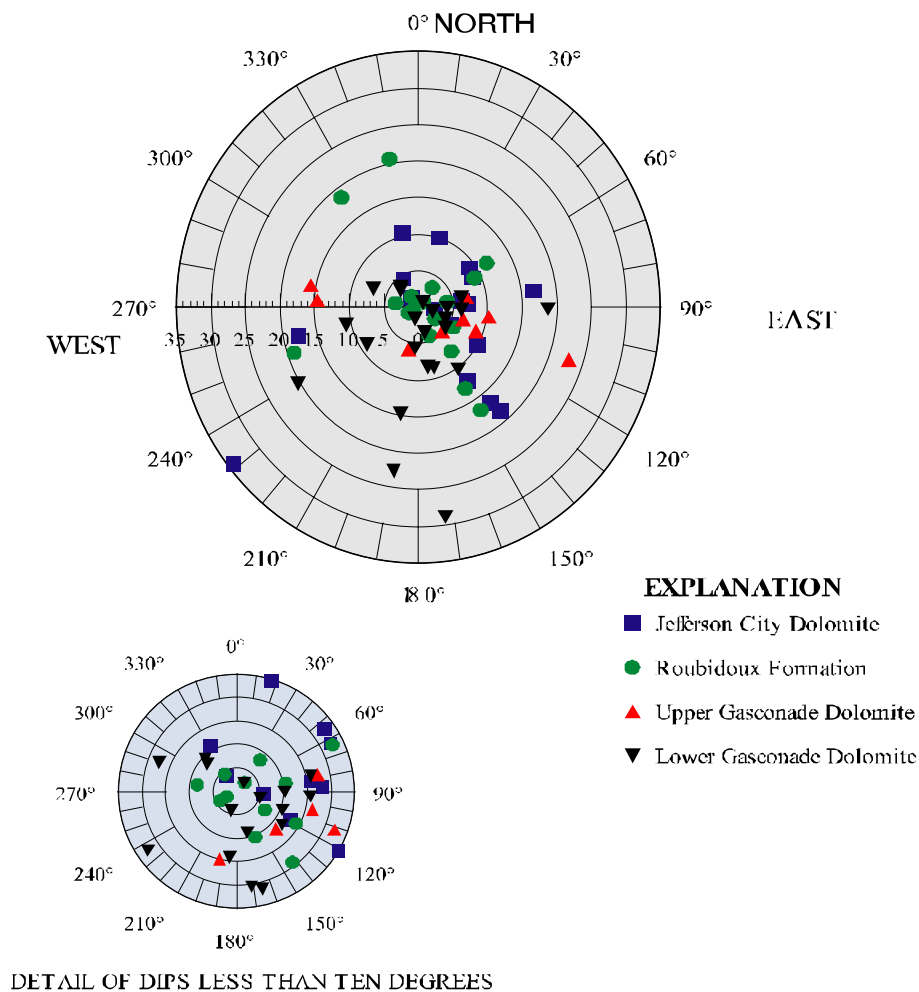 0° NORTH
330° 30°
300° 60°
270° 90°
WEST EAST
35 30 25 20 15 10 5 0
240° 120°
210° 150°
180°
EXPLANATION
Jefferson City Dolomite
Roubidoux Formation
Upper Gasconade Dolomite
Lower Gasconade Dolomite
0°
330° 30°
300° 60°
270° 90°
240° 120°
210° 150°
180°
DETAIL OF DIPS LESS THAN TEN DEGREES